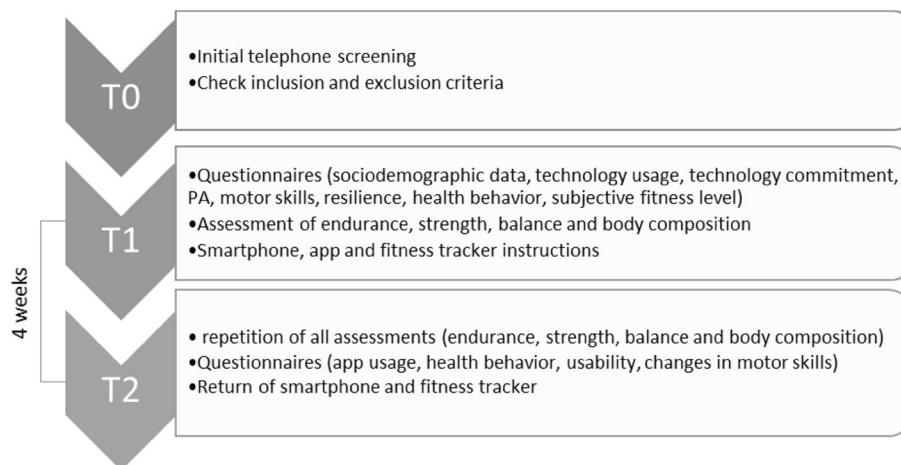 T0
•Initial telephone screening
•Check inclusion and exclusion criteria
T1
•Questionnaires (sociodemographic data, technology usage, technology commitment,
PA, motor skills, resilience, health behavior, subjective fitness level)
•Assessment of endurance, strength, balance and body composition
•Smartphone, app and fitness tracker instructions
4 weeks
T2
• repetition of all assessments (endurance, strength, balance and body composition)
•Questionnaires (app usage, health behavior, usability, changes in motor skills)
•Return of smartphone and fitness tracker